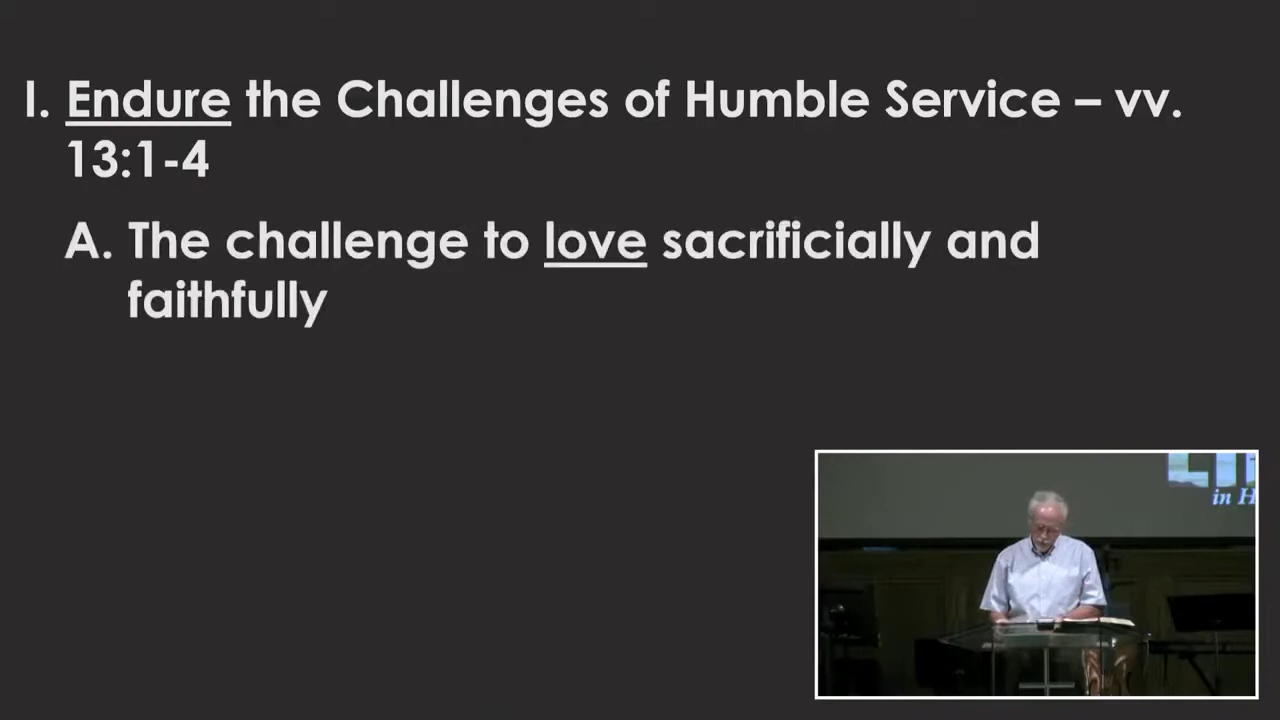 I. Endure the Challenges of Humble Service – vv.
13:1-4
A. The challenge to love sacrificially and
faithfully
in H